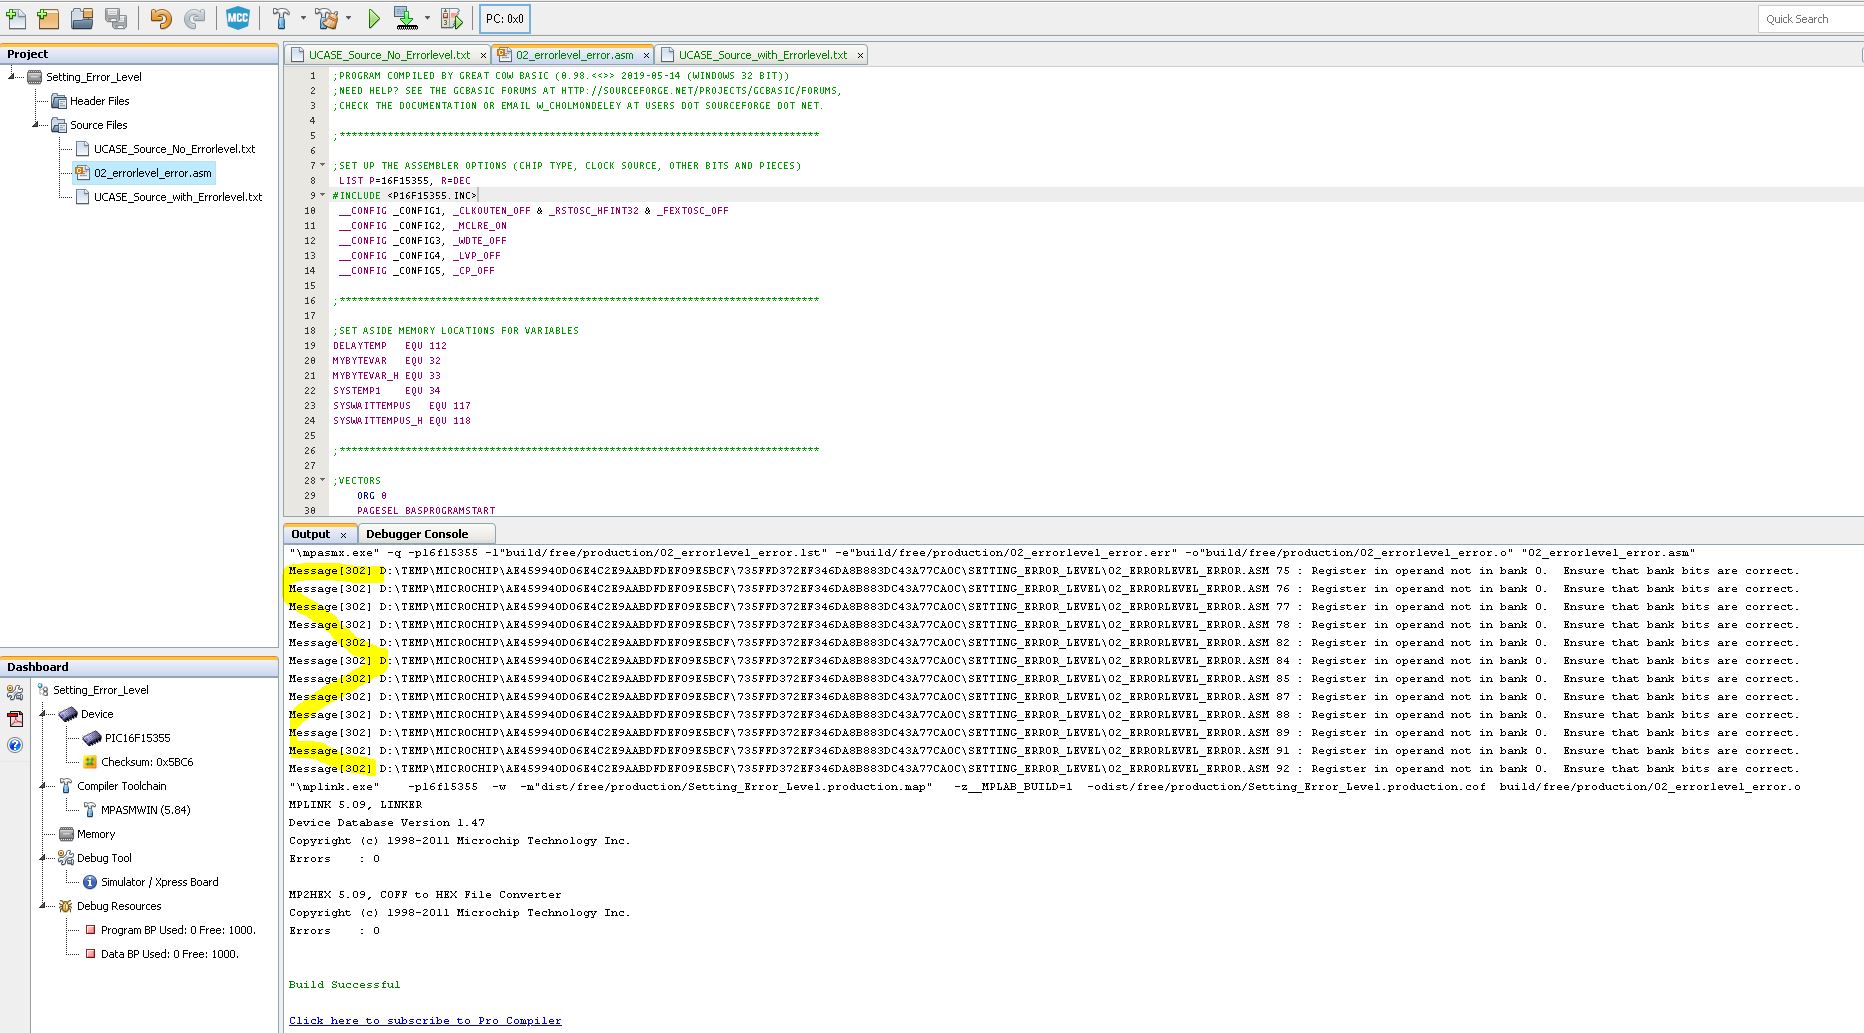 MCC
PC: 0x0
Quick Search
Project
Setting_Error_Level
Header Files
Source Files
UCASE_Source_No_Errorlevel.txt
02_errorlevel_error.asm
UCASE_Source_with_Errorlevel.txt
UCASE_Source_No_Errorlevel.txt × 02_errorlevel_error.asm × UCASE_Source_with_Errorlevel.txt ×
1 ;PROGRAM COMPILED BY GREAT COW BASIC (0.98.<<>> 2019-05-14 (WINDOWS 32 BIT))
2 ;NEED HELP? SEE THE GCBASIC FORUMS AT HTTP://SOURCEFORGE.NET/PROJECTS/GCBASIC/FORUMS,
3 ;CHECK THE DOCUMENTATION OR EMAIL W_CHOLMONDELEY AT USERS DOT SOURCEFORGE DOT NET.
4
5 ;********************************************************************************
6
7 ;SET UP THE ASSEMBLER OPTIONS (CHIP TYPE, CLOCK SOURCE, OTHER BITS AND PIECES)
8 LIST P=16F15355, R=DEC
9 #INCLUDE <P16F15355.INC>
10 __CONFIG _CONFIG1, _CLKOUTEN_OFF & _RSTOSC_HFINT32 & _FEXTOSC_OFF
11 __CONFIG _CONFIG2, _MCLRE_ON
12 __CONFIG _CONFIG3, _WDTE_OFF
13 __CONFIG _CONFIG4, _LVP_OFF
14 __CONFIG _CONFIG5, _CP_OFF
15
16 ;********************************************************************************
17
18 ;SET ASIDE MEMORY LOCATIONS FOR VARIABLES
19 DELAYTEMP EQU 112
20 MYBYTEVAR EQU 32
21 MYBYTEVAR_H EQU 33
22 SYSTEMP1 EQU 34
23 SYSWAITTEMPUS EQU 117
24 SYSWAITTEMPUS_H EQU 118
25
26 ;********************************************************************************
27
28 ;VECTORS
29 ORG 0
30 PAGESEL BASPROGRAMSTART
Output × Debugger Console
"\mpasmx.exe" -q -p16f15355 -l"build/free/production/02_errorlevel_error.lst" -e"build/free/production/02_errorlevel_error.err" -o"build/free/production/02_errorlevel_error.o" "02_errorlevel_error.asm"
Message[302] D:\TEMP\MICROCHIP\AE459940D06E4C2E9AABDFDEF09E5BCF\735FFD372EF346DA8B883DC43A77CA0C\SETTING_ERROR_LEVEL\02_ERRORLEVEL_ERROR.ASM 75 : Register in operand not in bank 0. Ensure that bank bits are correct.
Message[302] D:\TEMP\MICROCHIP\AE459940D06E4C2E9AABDFDEF09E5BCF\735FFD372EF346DA8B883DC43A77CA0C\SETTING_ERROR_LEVEL\02_ERRORLEVEL_ERROR.ASM 76 : Register in operand not in bank 0. Ensure that bank bits are correct.
Message[302] D:\TEMP\MICROCHIP\AE459940D06E4C2E9AABDFDEF09E5BCF\735FFD372EF346DA8B883DC43A77CA0C\SETTING_ERROR_LEVEL\02_ERRORLEVEL_ERROR.ASM 77 : Register in operand not in bank 0. Ensure that bank bits are correct.
Message[302] D:\TEMP\MICROCHIP\AE459940D06E4C2E9AABDFDEF09E5BCF\735FFD372EF346DA8B883DC43A77CA0C\SETTING_ERROR_LEVEL\02_ERRORLEVEL_ERROR.ASM 78 : Register in operand not in bank 0. Ensure that bank bits are correct.
Message[302] D:\TEMP\MICROCHIP\AE459940D06E4C2E9AABDFDEF09E5BCF\735FFD372EF346DA8B883DC43A77CA0C\SETTING_ERROR_LEVEL\02_ERRORLEVEL_ERROR.ASM 82 : Register in operand not in bank 0. Ensure that bank bits are correct.
Message[302] D:\TEMP\MICROCHIP\AE459940D06E4C2E9AABDFDEF09E5BCF\735FFD372EF346DA8B883DC43A77CA0C\SETTING_ERROR_LEVEL\02_ERRORLEVEL_ERROR.ASM 84 : Register in operand not in bank 0. Ensure that bank bits are correct.
Message[302] D:\TEMP\MICROCHIP\AE459940D06E4C2E9AABDFDEF09E5BCF\735FFD372EF346DA8B883DC43A77CA0C\SETTING_ERROR_LEVEL\02_ERRORLEVEL_ERROR.ASM 85 : Register in operand not in bank 0. Ensure that bank bits are correct.
Message[302] D:\TEMP\MICROCHIP\AE459940D06E4C2E9AABDFDEF09E5BCF\735FFD372EF346DA8B883DC43A77CA0C\SETTING_ERROR_LEVEL\02_ERRORLEVEL_ERROR.ASM 87 : Register in operand not in bank 0. Ensure that bank bits are correct.
Message[302] D:\TEMP\MICROCHIP\AE459940D06E4C2E9AABDFDEF09E5BCF\735FFD372EF346DA8B883DC43A77CA0C\SETTING_ERROR_LEVEL\02_ERRORLEVEL_ERROR.ASM 88 : Register in operand not in bank 0. Ensure that bank bits are correct.
Message[302] D:\TEMP\MICROCHIP\AE459940D06E4C2E9AABDFDEF09E5BCF\735FFD372EF346DA8B883DC43A77CA0C\SETTING_ERROR_LEVEL\02_ERRORLEVEL_ERROR.ASM 89 : Register in operand not in bank 0. Ensure that bank bits are correct.
Message[302] D:\TEMP\MICROCHIP\AE459940D06E4C2E9AABDFDEF09E5BCF\735FFD372EF346DA8B883DC43A77CA0C\SETTING_ERROR_LEVEL\02_ERRORLEVEL_ERROR.ASM 91 : Register in operand not in bank 0. Ensure that bank bits are correct.
Message[302] D:\TEMP\MICROCHIP\AE459940D06E4C2E9AABDFDEF09E5BCF\735FFD372EF346DA8B883DC43A77CA0C\SETTING_ERROR_LEVEL\02_ERRORLEVEL_ERROR.ASM 92 : Register in operand not in bank 0. Ensure that bank bits are correct.
"\mplink.exe" -p16f15355 -w -m"dist/free/production/Setting_Error_Level.production.map" -z__MPLAB_BUILD=1 -odist/free/production/Setting_Error_Level.production.cof build/free/production/02_errorlevel_error.o
MPLINK 5.09, LINKER
Device Database Version 1.47
Copyright (c) 1998-2011 Microchip Technology Inc.
Errors : 0
MP2HEX 5.09, COFF to HEX File Converter
Copyright (c) 1998-2011 Microchip Technology Inc.
Errors : 0
Build Successful
Click here to subscribe to Pro Compiler
Dashboard
Setting_Error_Level
Device
PIC16F15355
Checksum: 0x5BC6
Compiler Toolchain
MPASMWIN (5.84)
Memory
Debug Tool
Simulator / Xpress Board
Debug Resources
Program BP Used: 0 Free: 1000.
Data BP Used: 0 Free: 1000.